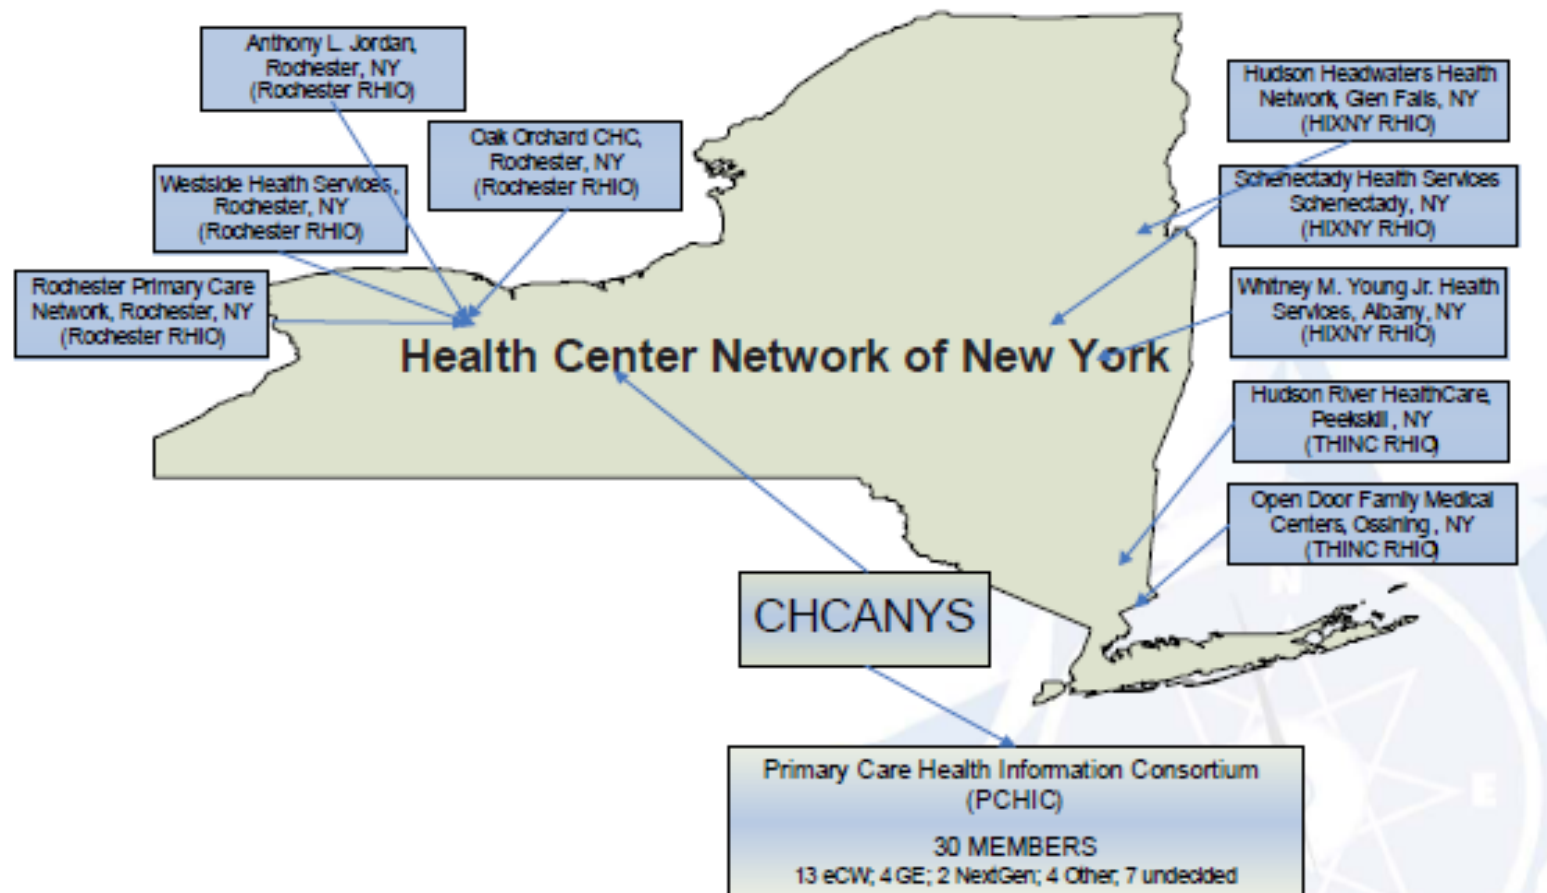 Anthony L. Jordan,
Rochester, NY
(Rochester RHIO)
Oak Orchard CHC,
Rochester, NY
(Rochester RHIO)
Westside Health Services,
Rochester, NY
(Rochester RHIO)
Rochester Primary Care
Network, Rochester, NY
(Rochester RHIO)
Hudson Headwaters Health
Network, Glen Falls, NY
(HIXNY RHIO)
Schenectady Health Services
Schenectady, NY
(HIXNY RHIO)
Whitney M. Young Jr. Health
Services, Albany, NY
(HIXNY RHIO)
Hudson River HealthCare,
Peekskill, NY
(THINC RHIO)
Open Door Family Medical
Centers, Ossining, NY
(THINC RHIO)
Health Center Network of New York
CHCANYS
Primary Care Health Information Consortium
(PCHIC)
30 MEMBERS
13 eCW; 4 GE; 2 NextGen; 4 Other; 7 undecided
N
E